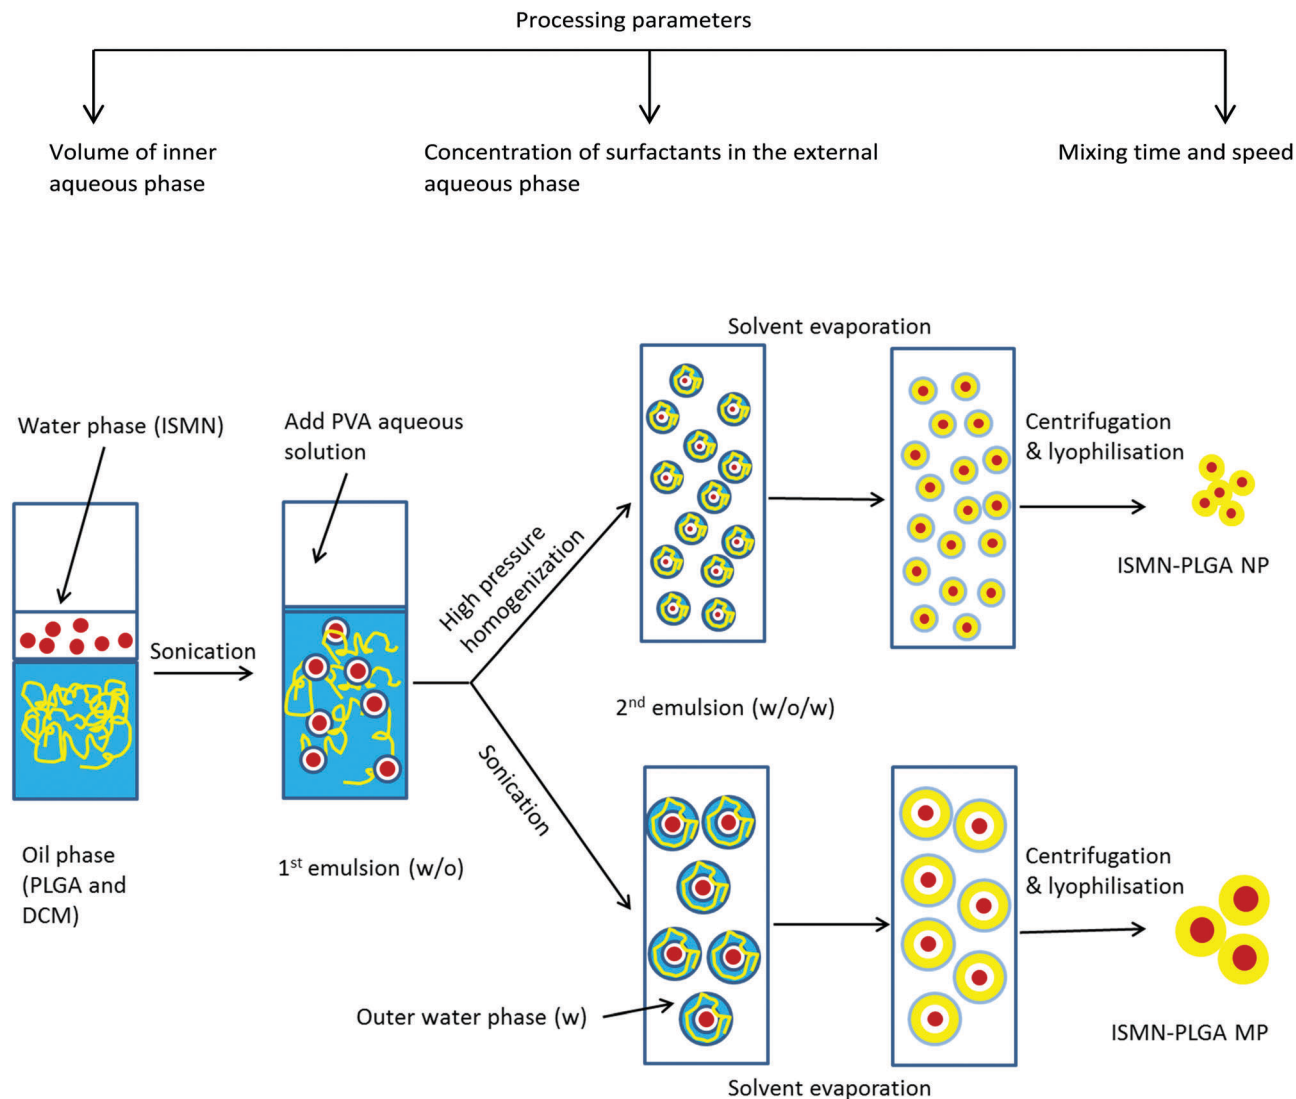 Processing parameters
Volume of inner
aqueous phase
Concentration of surfactants in the external
aqueous phase
Mixing time and speed
Solvent evaporation
Water phase (ISMN)
Add PVA aqueous
solution
Centrifugation
& lyophilisation
High pressure
homogenization
ISMN-PLGA NP
Sonication
2nd emulsion (w/o/w)
Sonication
Oil phase
(PLGA and
DCM)
1st emulsion (w/o)
Centrifugation
& lyophilisation
Outer water phase (w)
ISMN-PLGA MP
Solvent evaporation